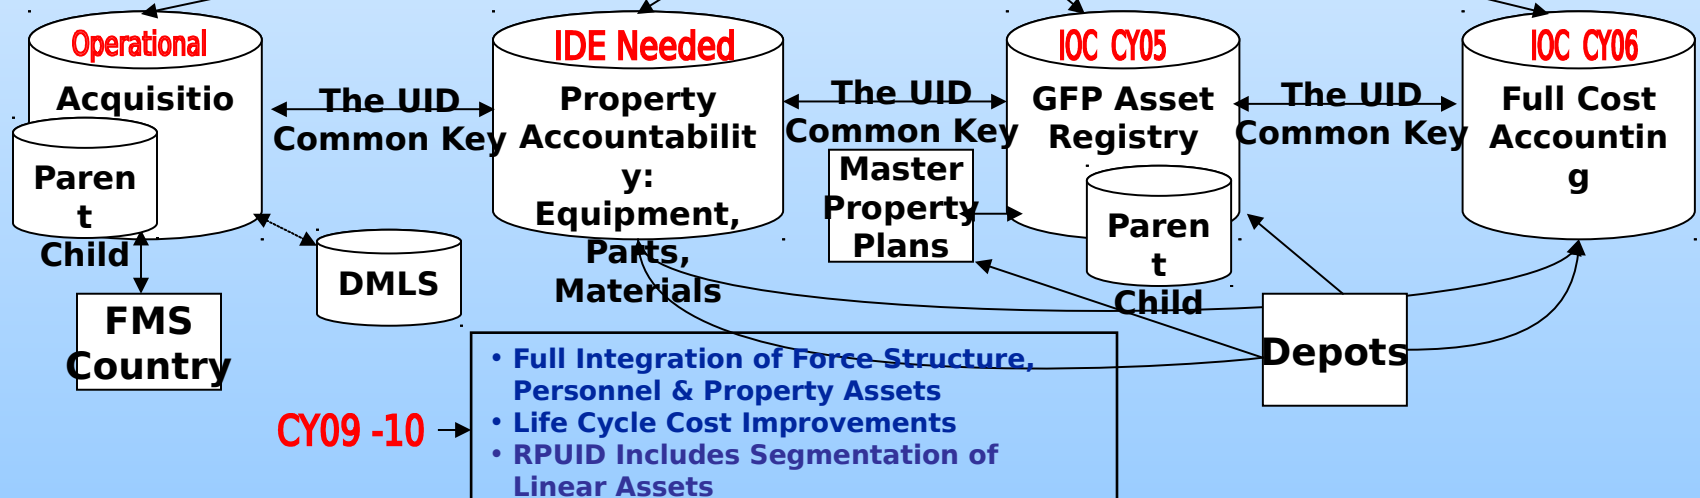 Operational
Acquisitio
Paren
t
Child
FMS
Country
The UID
Common Key
DMLS
IDE Needed
Property
Accountabilit
y:
Equipment,
Parts,
Materials
The UID
Common Key
Master
Property
Plans
IOC CY05
GFP Asset
Registry
Paren
t
Child
The UID
Common Key
IOC CY06
Full Cost
Accountin
g
Depots
CY09 -10
• Full Integration of Force Structure,
Personnel & Property Assets
• Life Cycle Cost Improvements
• RPUID Includes Segmentation of
Linear Assets